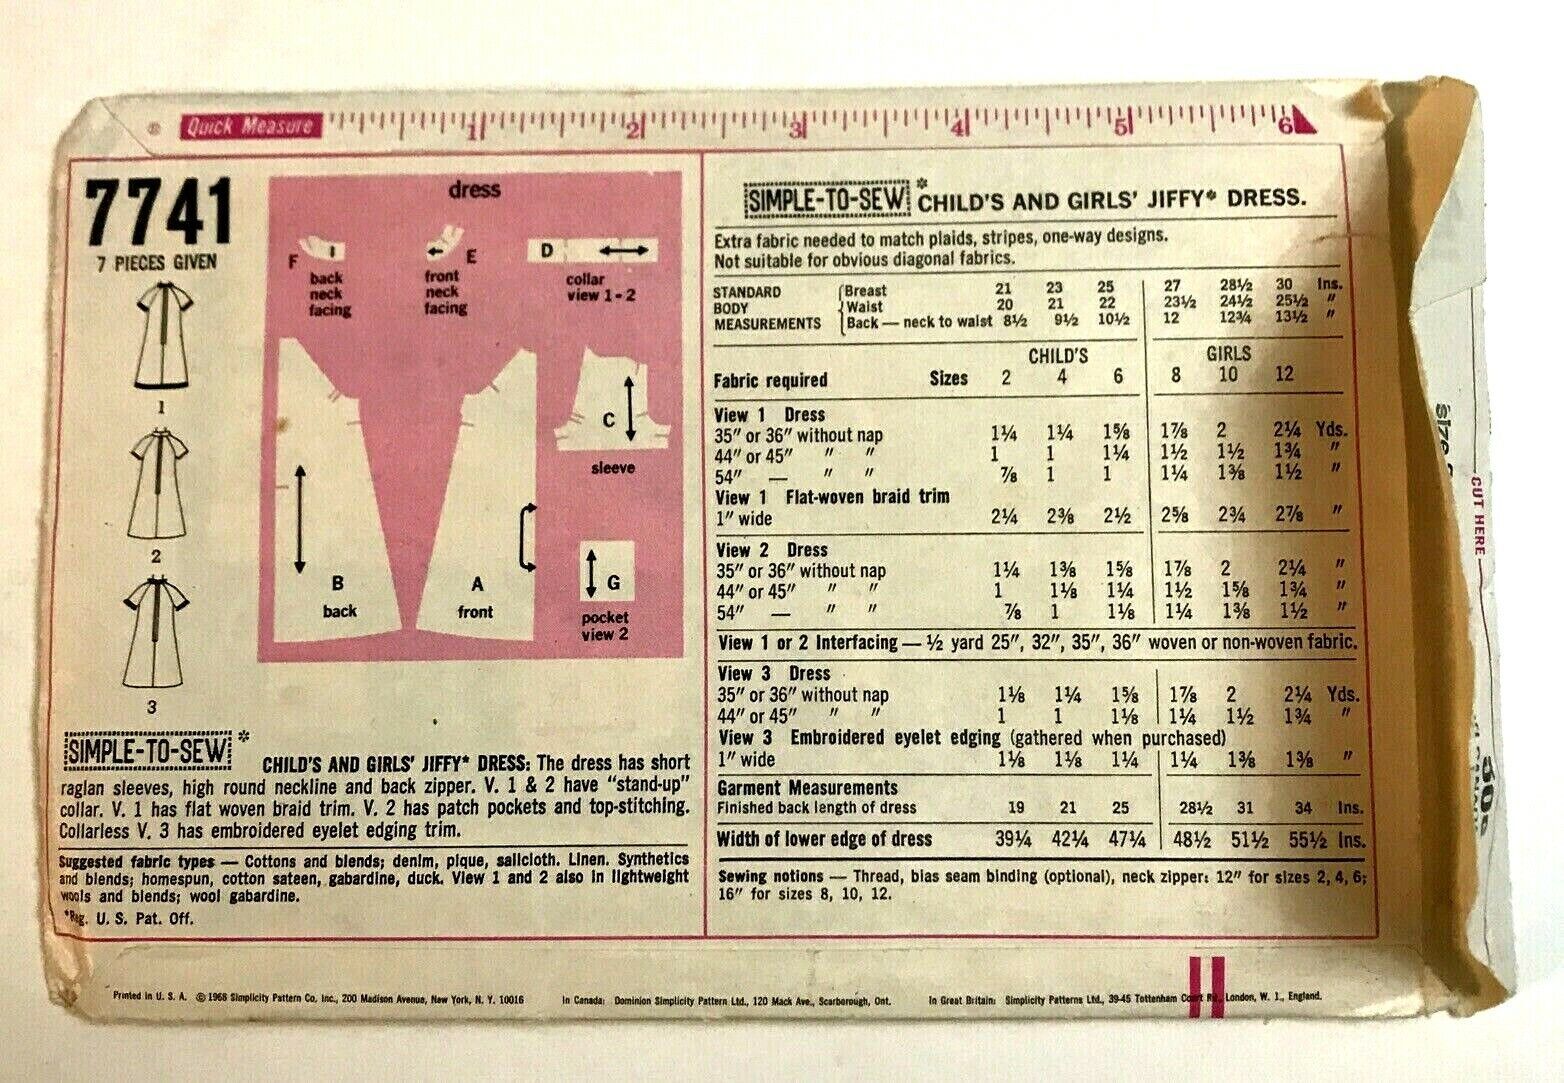 ® Quick Measure 1 2 3 4 5 6
7741
7 PIECES GIVEN
1
2
3
dress
F I
back
neck
facing
E
front
neck
facing
D
collar
view 1-2
B
back
A
front
C
sleeve
G
pocket
view 2
SIMPLE-TO-SEW* CHILD'S AND GIRLS' JIFFY* DRESS: The dress has short
raglan sleeves, high round neckline and back zipper. V. 1 & 2 have "stand-up"
collar. V. 1 has flat woven braid trim. V. 2 has patch pockets and top-stitching.
Collarless V. 3 has embroidered eyelet edging trim.
Suggested fabric types — Cottons and blends; denim, pique, sailcloth. Linen. Synthetics
and blends; homespun, cotton sateen, gabardine, duck. View 1 and 2 also in lightweight
wools and blends; wool gabardine.
*Reg. U. S. Pat. Off.
SIMPLE-TO-SEW* CHILD'S AND GIRLS' JIFFY* DRESS.
Extra fabric needed to match plaids, stripes, one-way designs.
Not suitable for obvious diagonal fabrics.
STANDARD Breast 21 23 25 27 28½ 30 Ins.
BODY Waist 20 21 22 23½ 24½ 25½ "
MEASUREMENTS Back — neck to waist 8½ 9½ 10½ 12 12¾ 13½ "
CHILD'S GIRLS
Fabric required Sizes 2 4 6 8 10 12
View 1 Dress
35" or 36" without nap 1¼ 1¼ 1⅝ 1⅞ 2 2¼ Yds.
44" or 45" " " 1 1 1¼ 1½ 1½ 1¾ "
54" — " " ⅞ 1 1 1¼ 1⅜ 1½ "
View 1 Flat-woven braid trim
1" wide 2¼ 2⅜ 2½ 2⅝ 2¾ 2⅞ "
View 2 Dress
35" or 36" without nap 1¼ 1⅜ 1⅝ 1⅞ 2 2¼ "
44" or 45" " " 1 1⅛ 1¼ 1½ 1⅝ 1¾ "
54" — " " ⅞ 1 1⅛ 1¼ 1⅜ 1½ "
View 1 or 2 Interfacing — ½ yard 25", 32", 35", 36" woven or non-woven fabric.
View 3 Dress
35" or 36" without nap 1⅛ 1¼ 1⅝ 1⅞ 2 2¼ Yds.
44" or 45" " " 1 1 1⅛ 1¼ 1½ 1¾ "
View 3 Embroidered eyelet edging (gathered when purchased)
1" wide 1⅛ 1⅛ 1¼ 1¼ 1⅜ 1⅜ "
Garment Measurements
Finished back length of dress 19 21 25 28½ 31 34 Ins.
Width of lower edge of dress 39¼ 42¼ 47¼ 48½ 51½ 55½ Ins.
Sewing notions — Thread, bias seam binding (optional), neck zipper: 12" for sizes 2, 4, 6;
16" for sizes 8, 10, 12.
Printed in U. S. A. © 1968 Simplicity Pattern Co. Inc., 200 Madison Avenue, New York, N. Y. 10016 In Canada: Dominion Simplicity Pattern Ltd., 120 Mack Ave., Scarborough, Ont. In Great Britain: Simplicity Patterns Ltd., 39-45 Tottenham Court Rd., London, W. 1., England.
size
CUT HERE